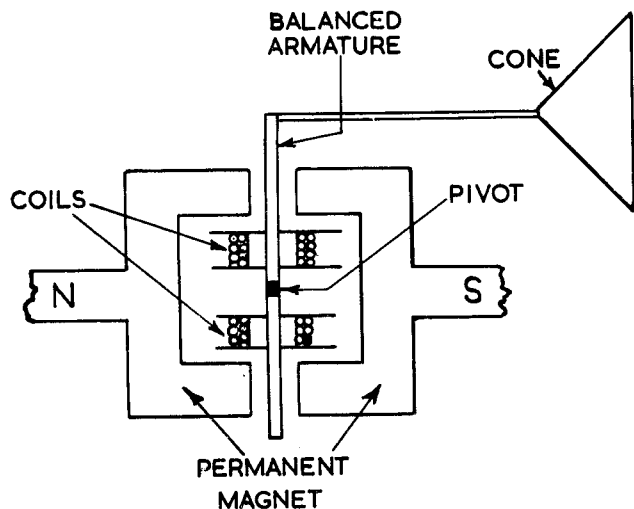 BALANCED
ARMATURE
CONE
COILS
PIVOT
N
S
PERMANENT
MAGNET